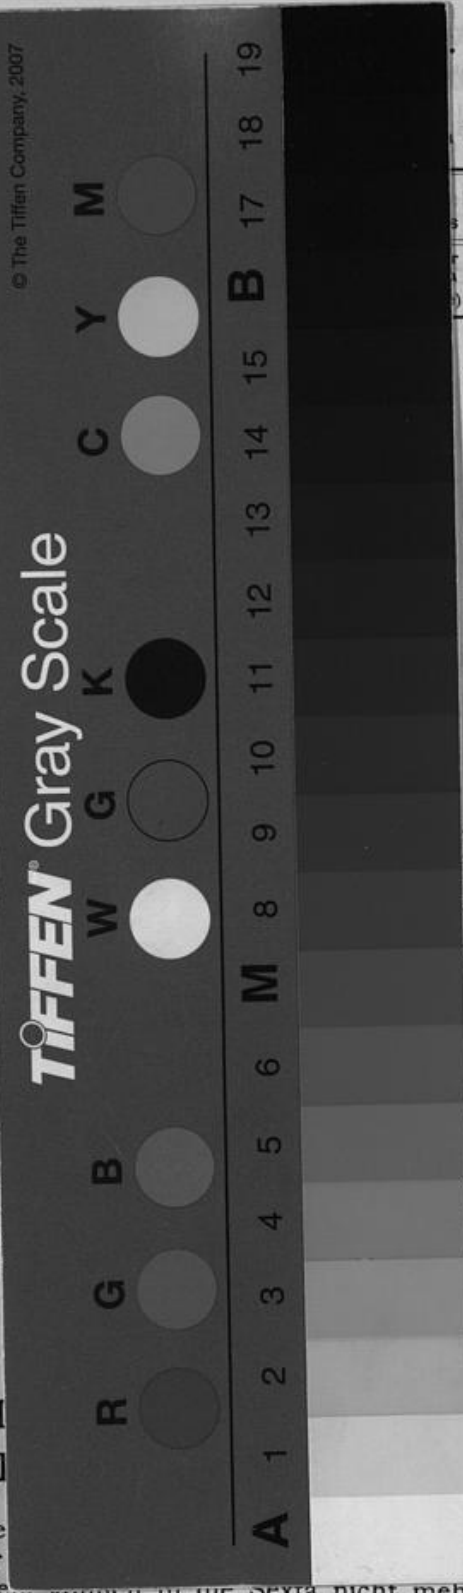 © The Tiffen Company, 2007
TIFFEN® Gray Scale
R G B W G K C Y M
A 1 2 3 4 5 6 M 8 9 10 11 12 13 14 15 B 17 18 19
nicht